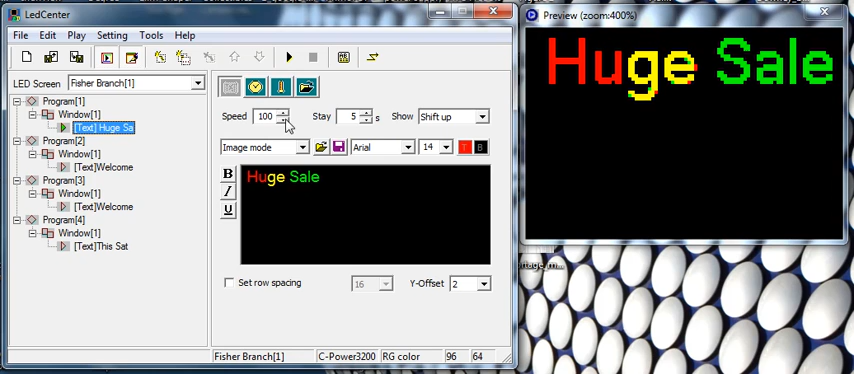 LedCenter
File Edit Play Setting Tools Help
LED Screen Fisher Branch[1]
Program[1]
Window[1]
[Text] Huge Sa
Program[2]
Window[1]
[Text]Welcome
Program[3]
Window[1]
[Text]Welcome
Program[4]
Window[1]
[Text]This Sat
Speed 100 Stay 5 s Show Shift up
Image mode Arial 14 T B
B
I
U
Huge Sale
Set row spacing 16 Y-Offset 2
Fisher Branch[1] C-Power3200 RG color 96 64
Preview (zoom:400%)
Huge Sale